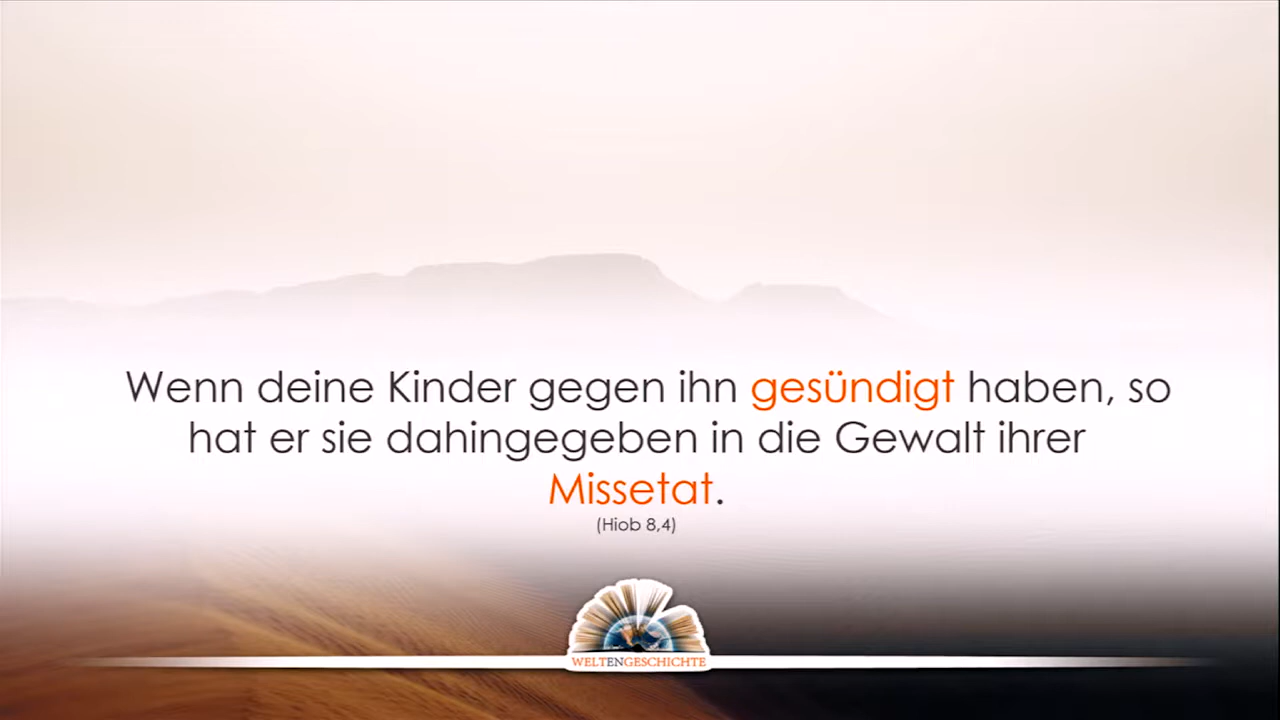 Wenn deine Kinder gegen ihn gesündigt haben, so
hat er sie dahingegeben in die Gewalt ihrer
Missetat.
(Hiob 8,4)
WELTENGESCHICHTE